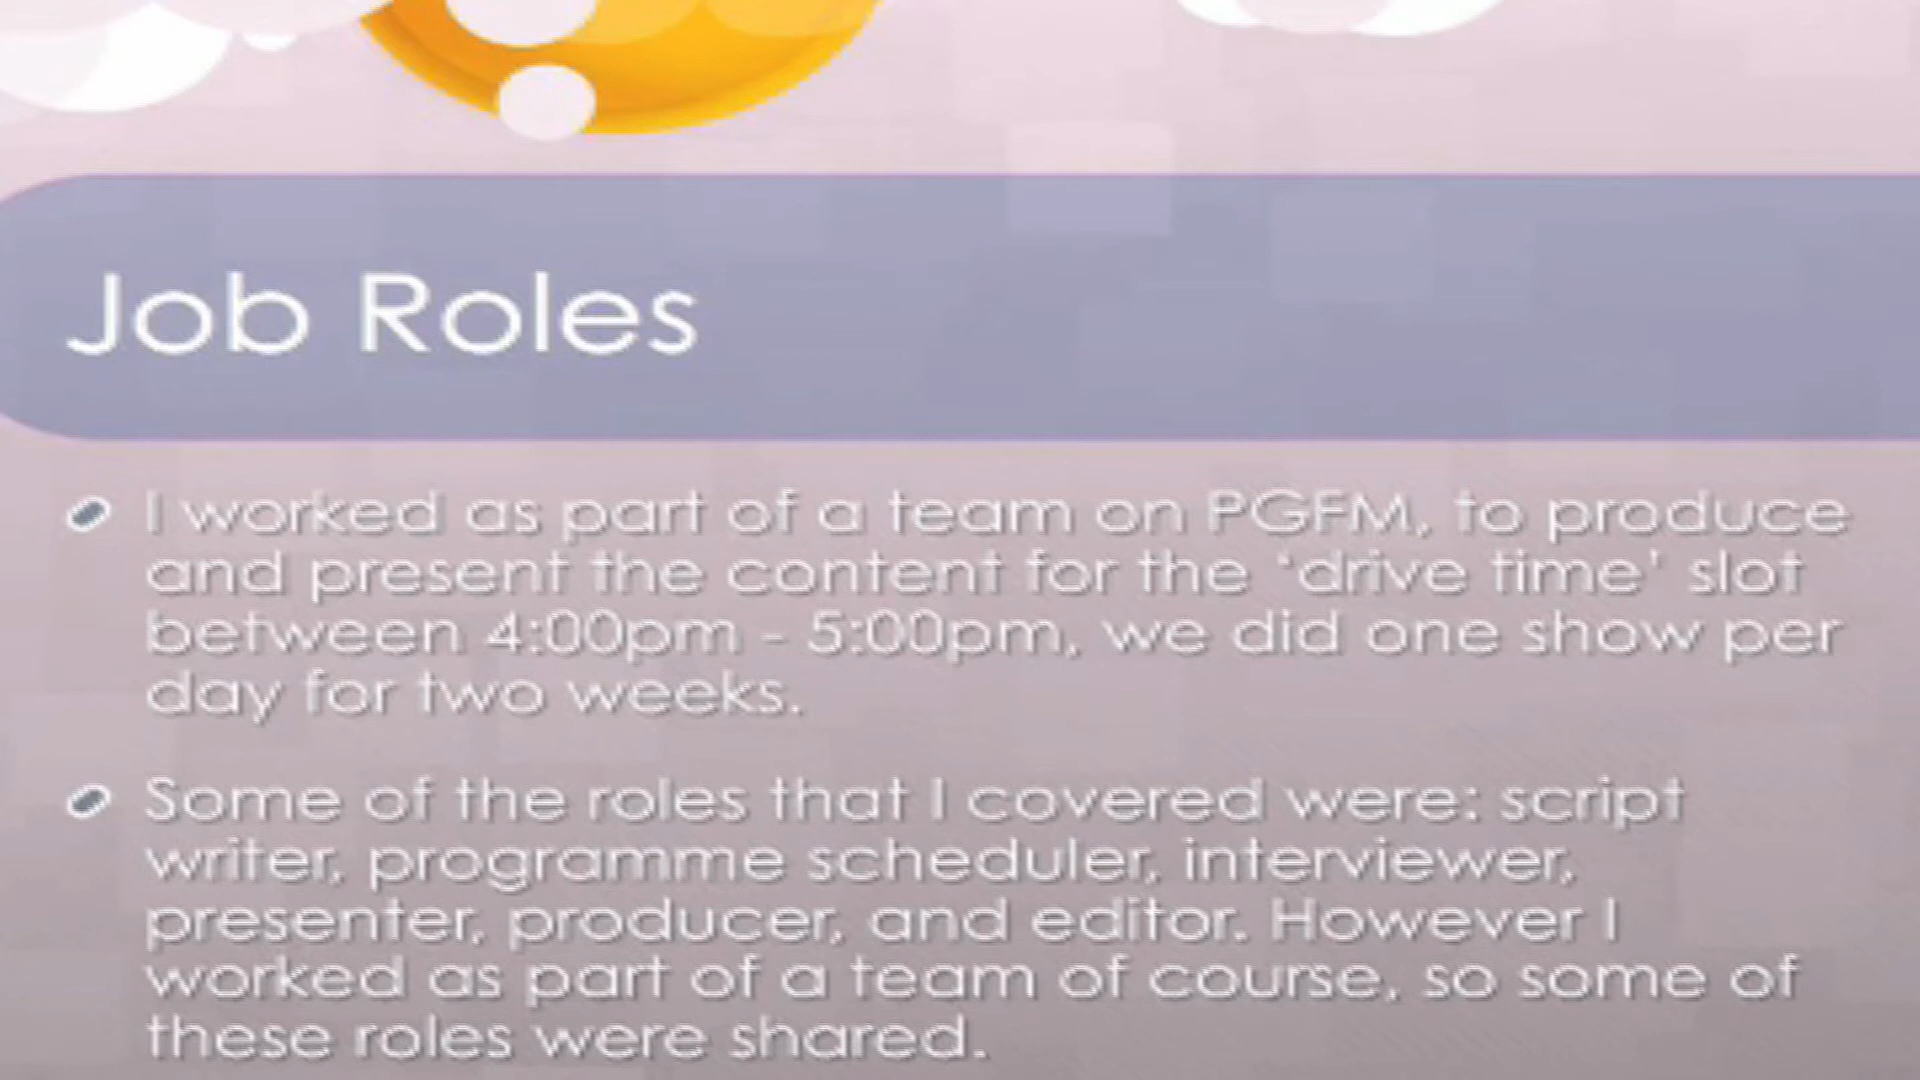 Job Roles
I worked as part of a team on PGFM, to produce
and present the content for the ‘drive time’ slot
between 4:00pm - 5:00pm, we did one show per
day for two weeks.
Some of the roles that I covered were: script
writer, programme scheduler, interviewer,
presenter, producer, and editor. However I
worked as part of a team of course, so some of
these roles were shared.